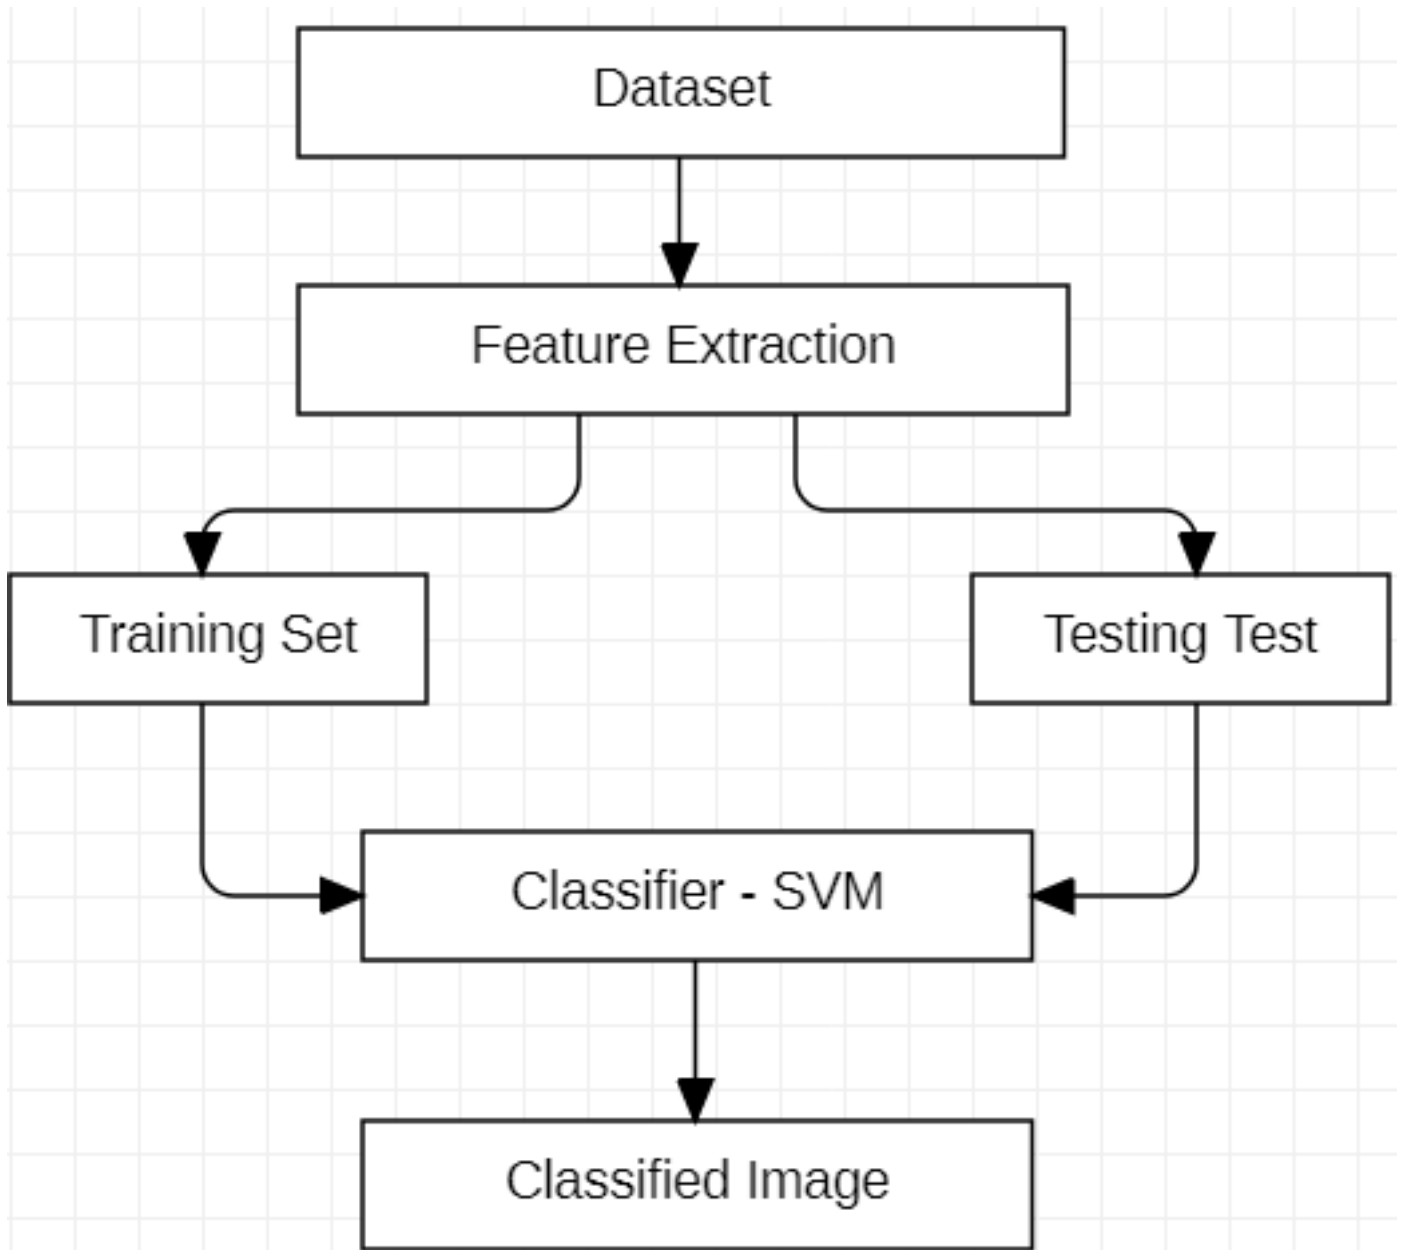 Dataset
Feature Extraction
Training Set
Testing Test
Classifier - SVM
Classified Image